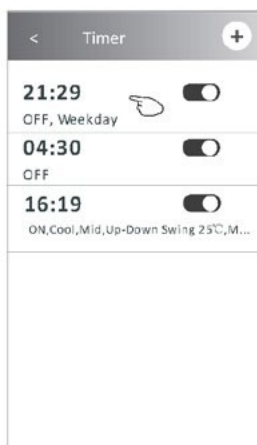 < Timer +
21:29
OFF, Weekday
04:30
OFF
16:19
ON,Cool,Mid,Up-Down Swing 25℃,M...